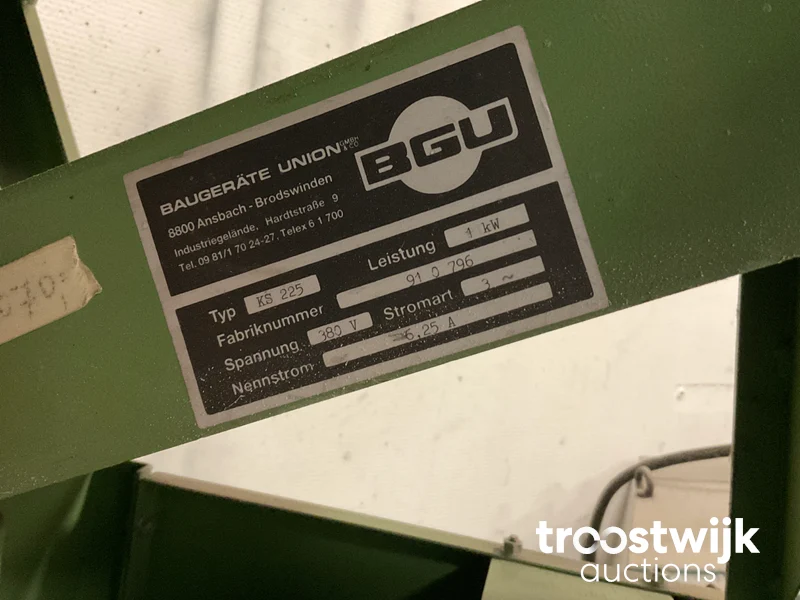 BAUGERÄTE UNION GMBH & CO
BGU
8800 Ansbach - Brodswinden
Industriegelände, Hardtstraße 9
Tel. 09 81/1 70 24-27, Telex 6 1 700
Typ KS 225 Leistung 1 kW
Fabriknummer 91 0 796
Spannung 380 V Stromart 3 ~
Nennstrom 6,25 A
troostwijk
auctions